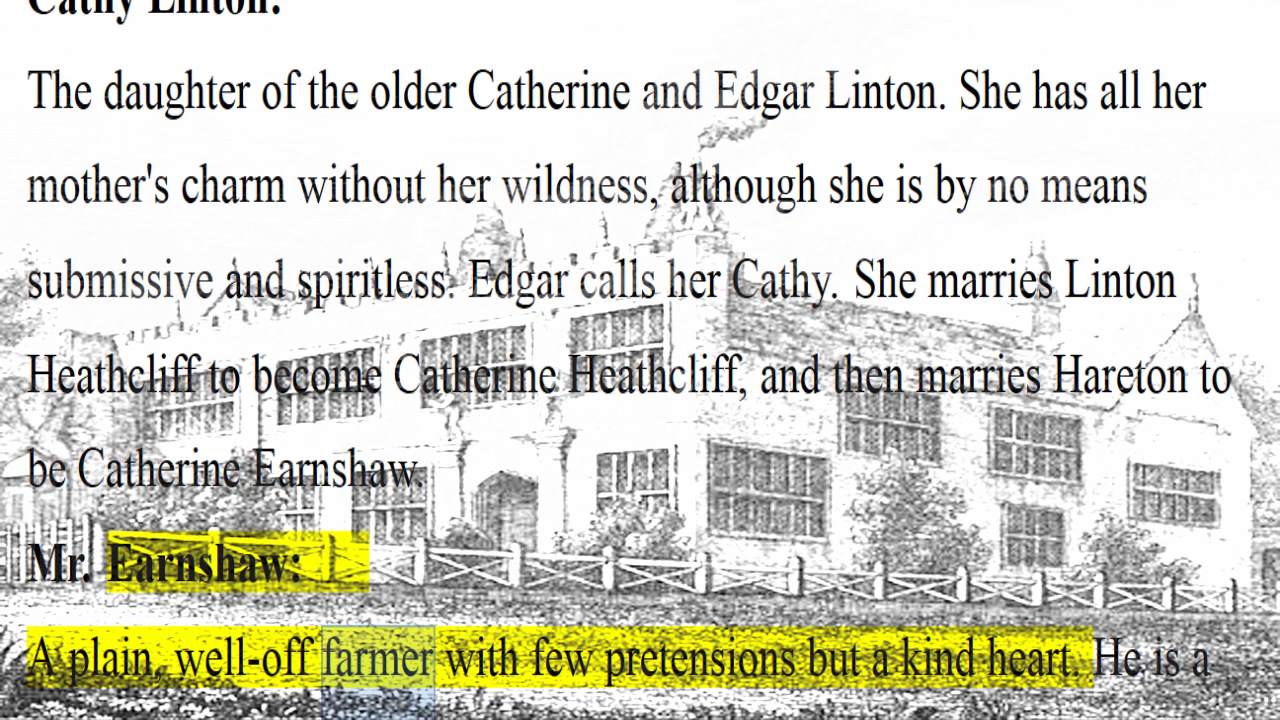 Cathy Linton:
The daughter of the older Catherine and Edgar Linton. She has all her
mother's charm without her wildness, although she is by no means
submissive and spiritless. Edgar calls her Cathy. She marries Linton
Heathcliff to become Catherine Heathcliff, and then marries Hareton to
be Catherine Earnshaw.
Mr. Earnshaw:
A plain, well-off farmer with few pretensions but a kind heart. He is a